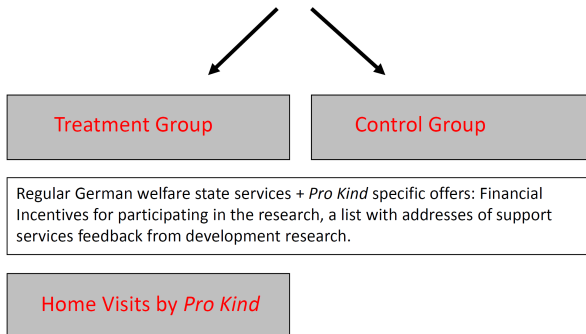 Treatment Group
Control Group
Regular German welfare state services + Pro Kind specific offers: Financial
Incentives for participating in the research, a list with addresses of support
services feedback from development research.
Home Visits by Pro Kind